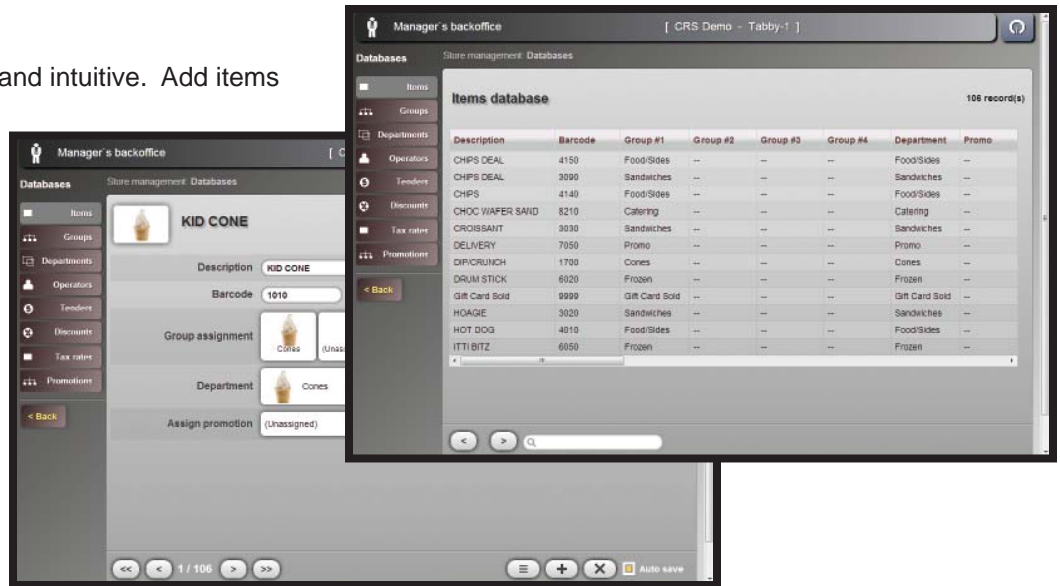 and intuitive. Add items
Manager's backoffice [ CRS Demo - Tabby-1 ]
Databases Store management: Databases
Items
Groups
Departments
Operators
Tenders
Discounts
Tax rates
Promotions
< Back
Items database 106 record(s)
Description Barcode Group #1 Group #2 Group #3 Group #4 Department Promo
CHIPS DEAL 4150 Food/Sides -- -- -- Food/Sides --
CHIPS DEAL 3090 Sandwiches -- -- -- Sandwiches --
CHIPS 4140 Food/Sides -- -- -- Food/Sides --
CHOC WAFER SAND 8210 Catering -- -- -- Catering --
CROISSANT 3030 Sandwiches -- -- -- Sandwiches --
DELIVERY 7050 Promo -- -- -- Promo --
DIP/CRUNCH 1700 Cones -- -- -- Cones --
DRUM STICK 6020 Frozen -- -- -- Frozen --
Gift Card Sold 9999 Gift Card Sold -- -- -- Gift Card Sold --
HOAGIE 3020 Sandwiches -- -- -- Sandwiches --
HOT DOG 4010 Food/Sides -- -- -- Food/Sides --
ITTI BITZ 6050 Frozen -- -- -- Frozen --
< >
Manager's backoffice [ C
Databases Store management: Databases
Items
Groups
Departments
Operators
Tenders
Discounts
Tax rates
Promotions
< Back
KID CONE
Description KID CONE
Barcode 1010
Group assignment Cones (Unass
Department Cones
Assign promotion (Unassigned)
<< < 1 / 106 > >> Auto save